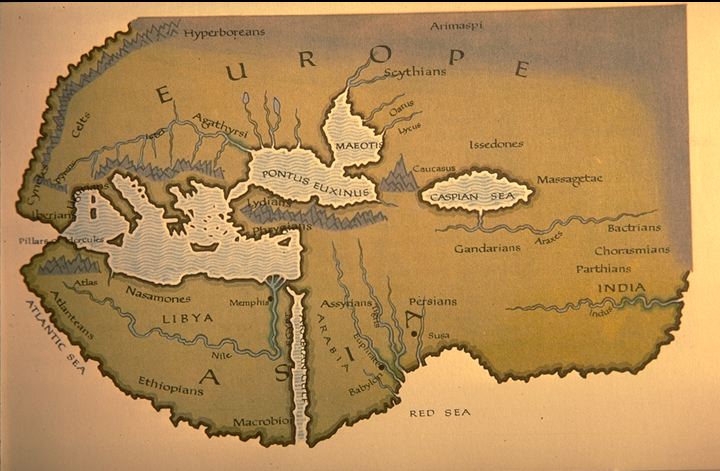 Hyperboreans
Arimaspi
EUROPE
Scythians
Oarus
Lycus
Celts
Agathyrsi
Ister
MAEOTIS
Issedones
Caucasus
PONTUS EUXINUS
CASPIAN SEA
Massagetae
Iberians
Lydians
Phrygians
Pillars of Hercules
Gandarians
Araxes
Bactrians
Chorasmians
Parthians
INDIA
Indus
Atlas
Nasamones
Memphis
Assyrians
Persians
Atlanteans
LIBYA
ARABIA
Tigris
Susa
ATLANTIC SEA
Nile
ASIA
Euphrates
Babylon
Ethiopians
Macrobioi
RED SEA